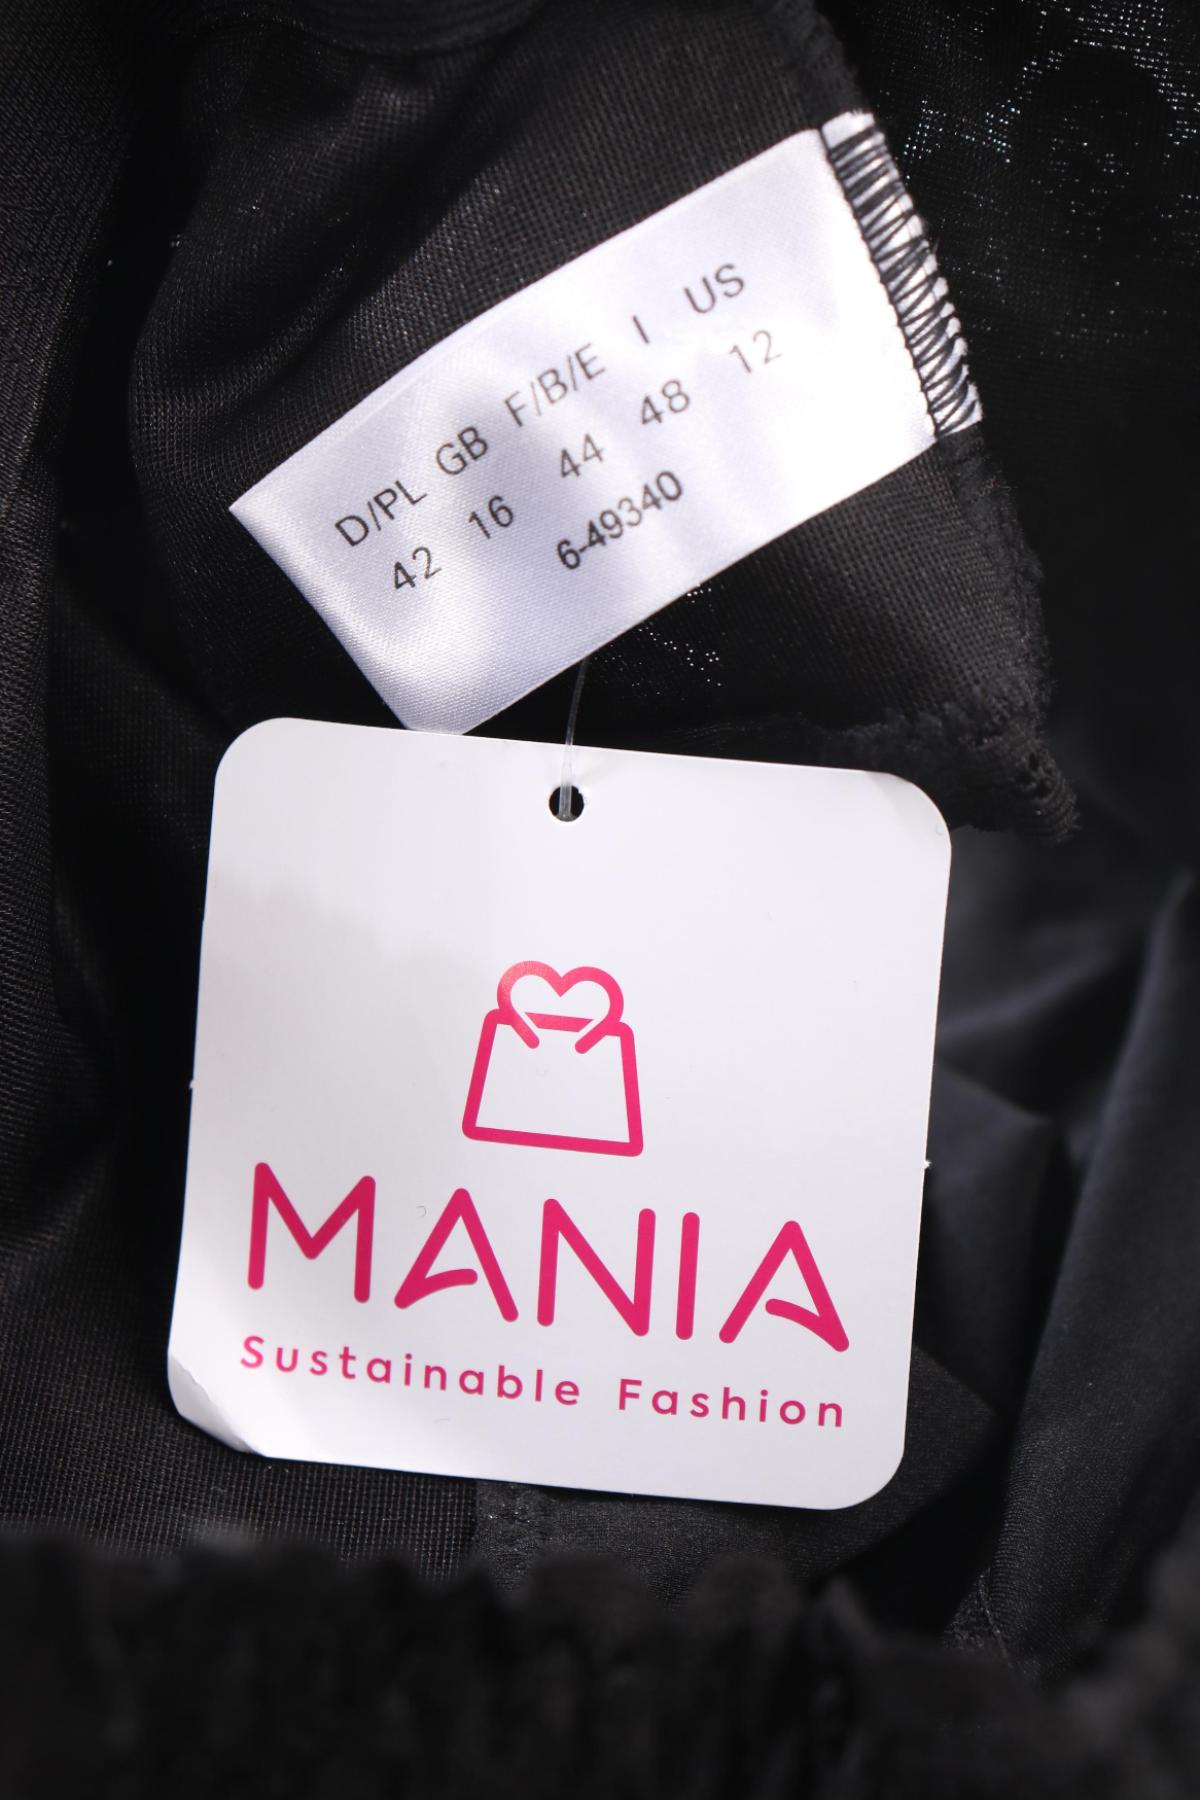 D/PL GB F/B/E I US
42 16 44 48 12
6-49340
MANIA
Sustainable Fashion